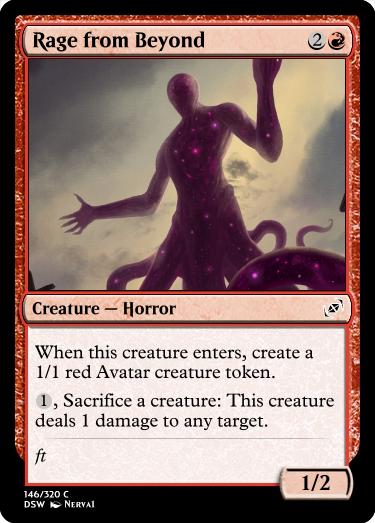 Rage from Beyond 2
Creature — Horror
When this creature enters, create a
1/1 red Avatar creature token.
1, Sacrifice a creature: This creature
deals 1 damage to any target.
ft
1/2
146/320 C
DSW Nerval